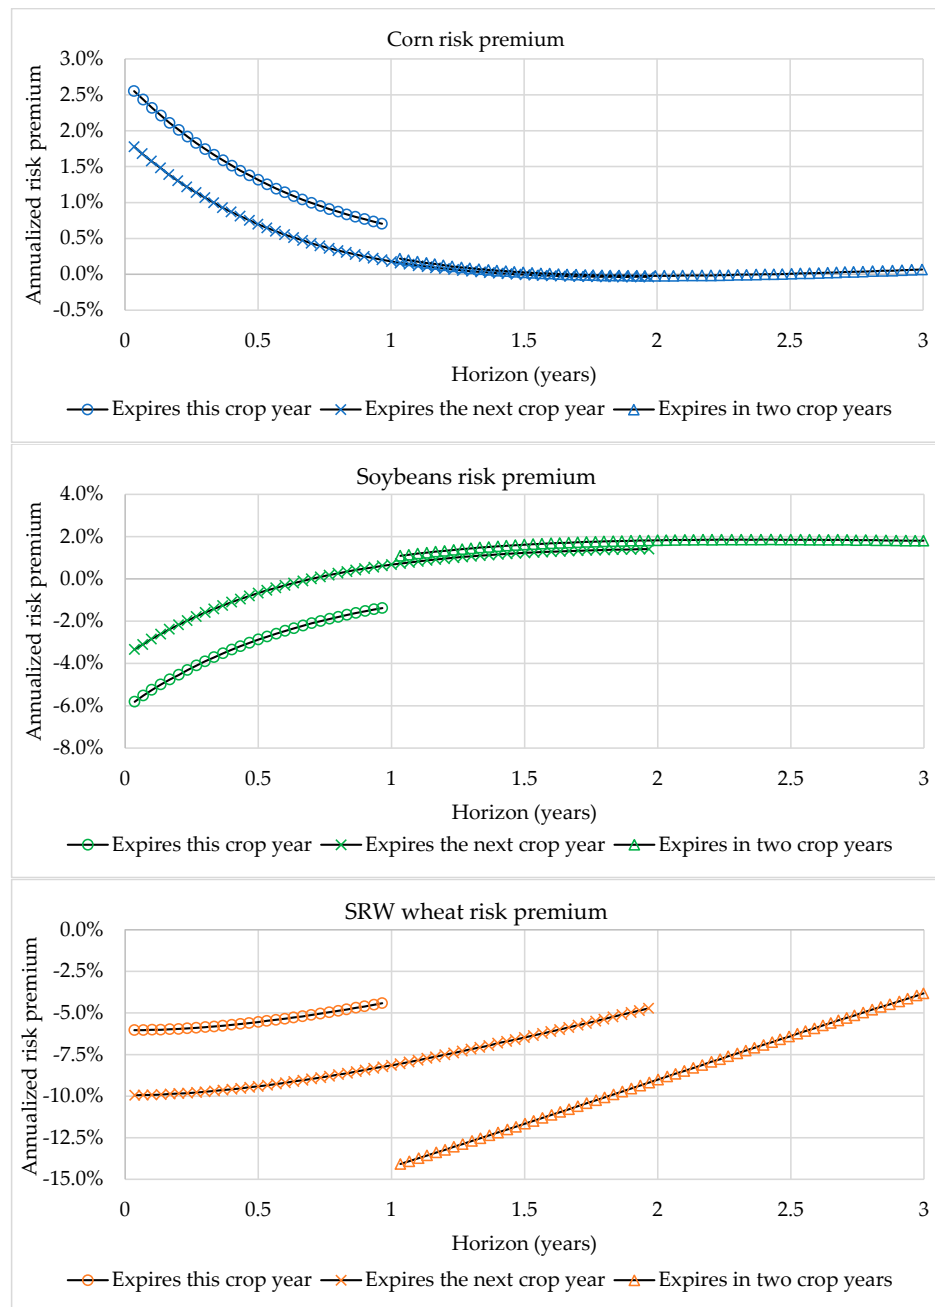 Corn risk premium
Annualized risk premium
3.0%
2.5%
2.0%
1.5%
1.0%
0.5%
0.0%
-0.5%
0 0.5 1 1.5 2 2.5 3
Horizon (years)
Expires this crop year Expires the next crop year Expires in two crop years
Soybeans risk premium
Annualized risk premium
4.0%
2.0%
0.0%
-2.0%
-4.0%
-6.0%
-8.0%
0 0.5 1 1.5 2 2.5 3
Horizon (years)
Expires this crop year Expires the next crop year Expires in two crop years
SRW wheat risk premium
Annualized risk premium
0.0%
-2.5%
-5.0%
-7.5%
-10.0%
-12.5%
-15.0%
0 0.5 1 1.5 2 2.5 3
Horizon (years)
Expires this crop year Expires the next crop year Expires in two crop years